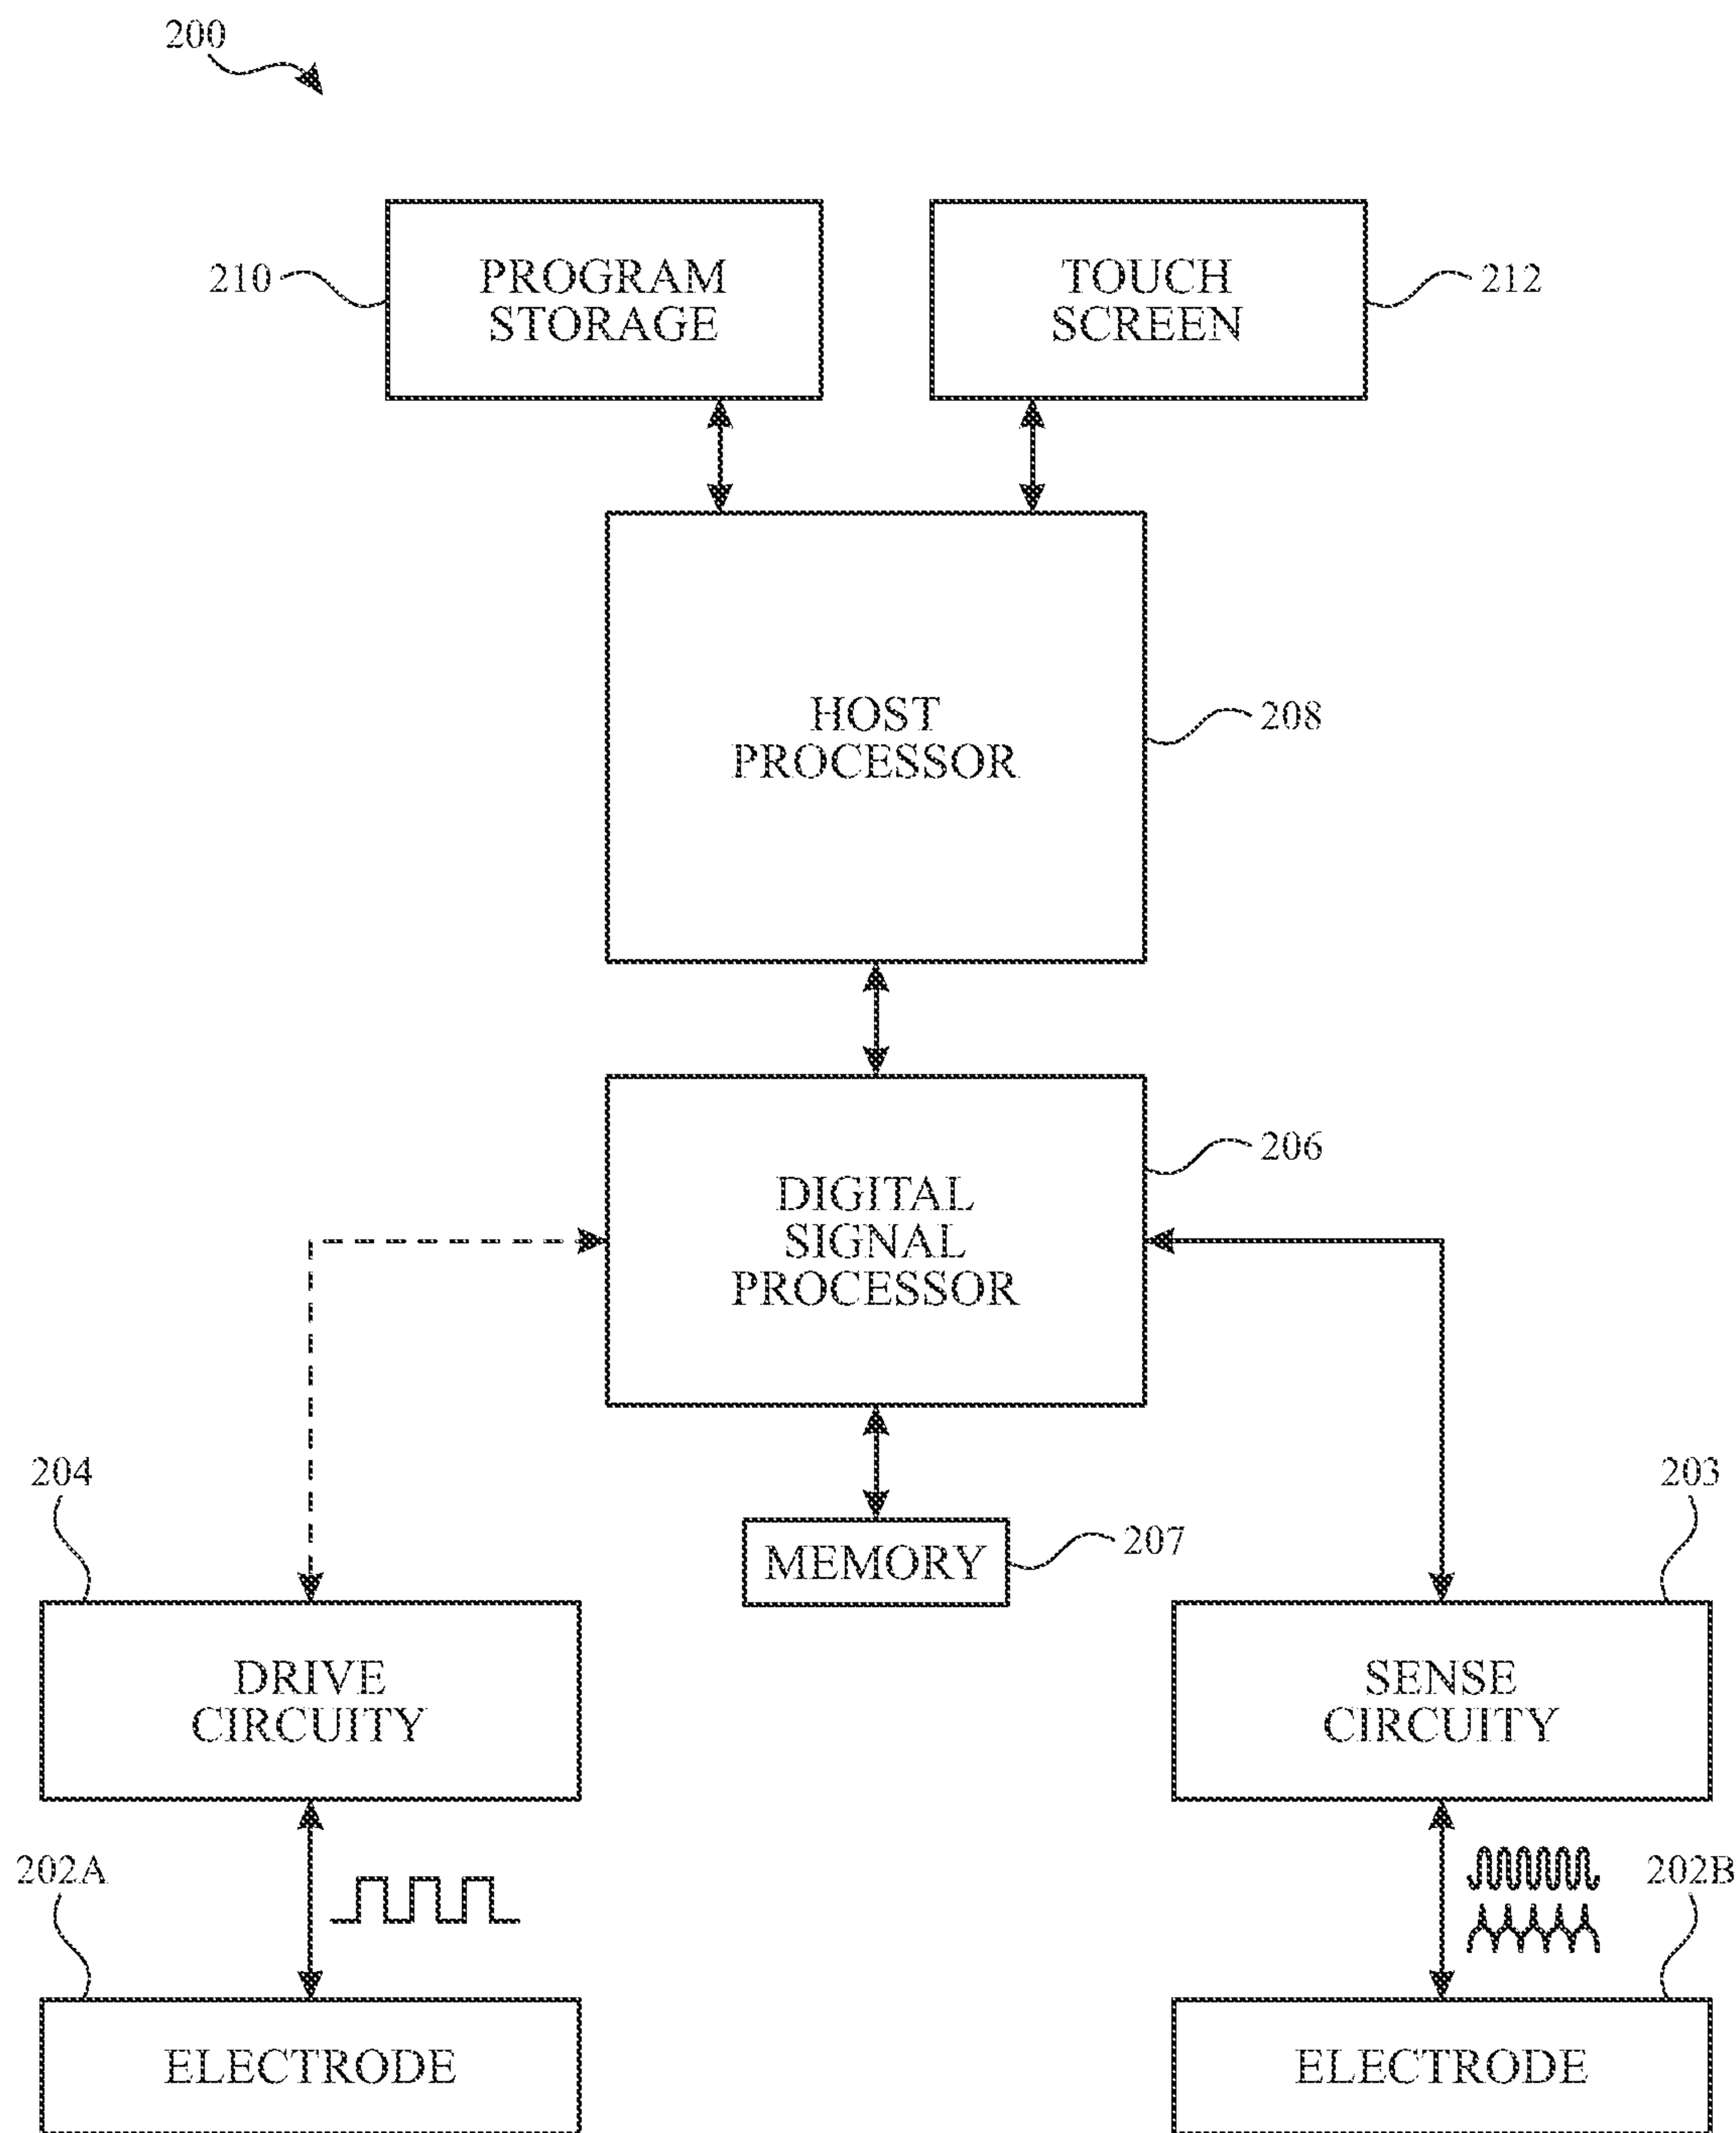 200
210
PROGRAM
STORAGE
TOUCH
SCREEN
212
HOST
PROCESSOR
208
206
DIGITAL
SIGNAL
PROCESSOR
204
203
MEMORY
207
DRIVE
CIRCUITY
SENSE
CIRCUITY
202A
202B
ELECTRODE
ELECTRODE